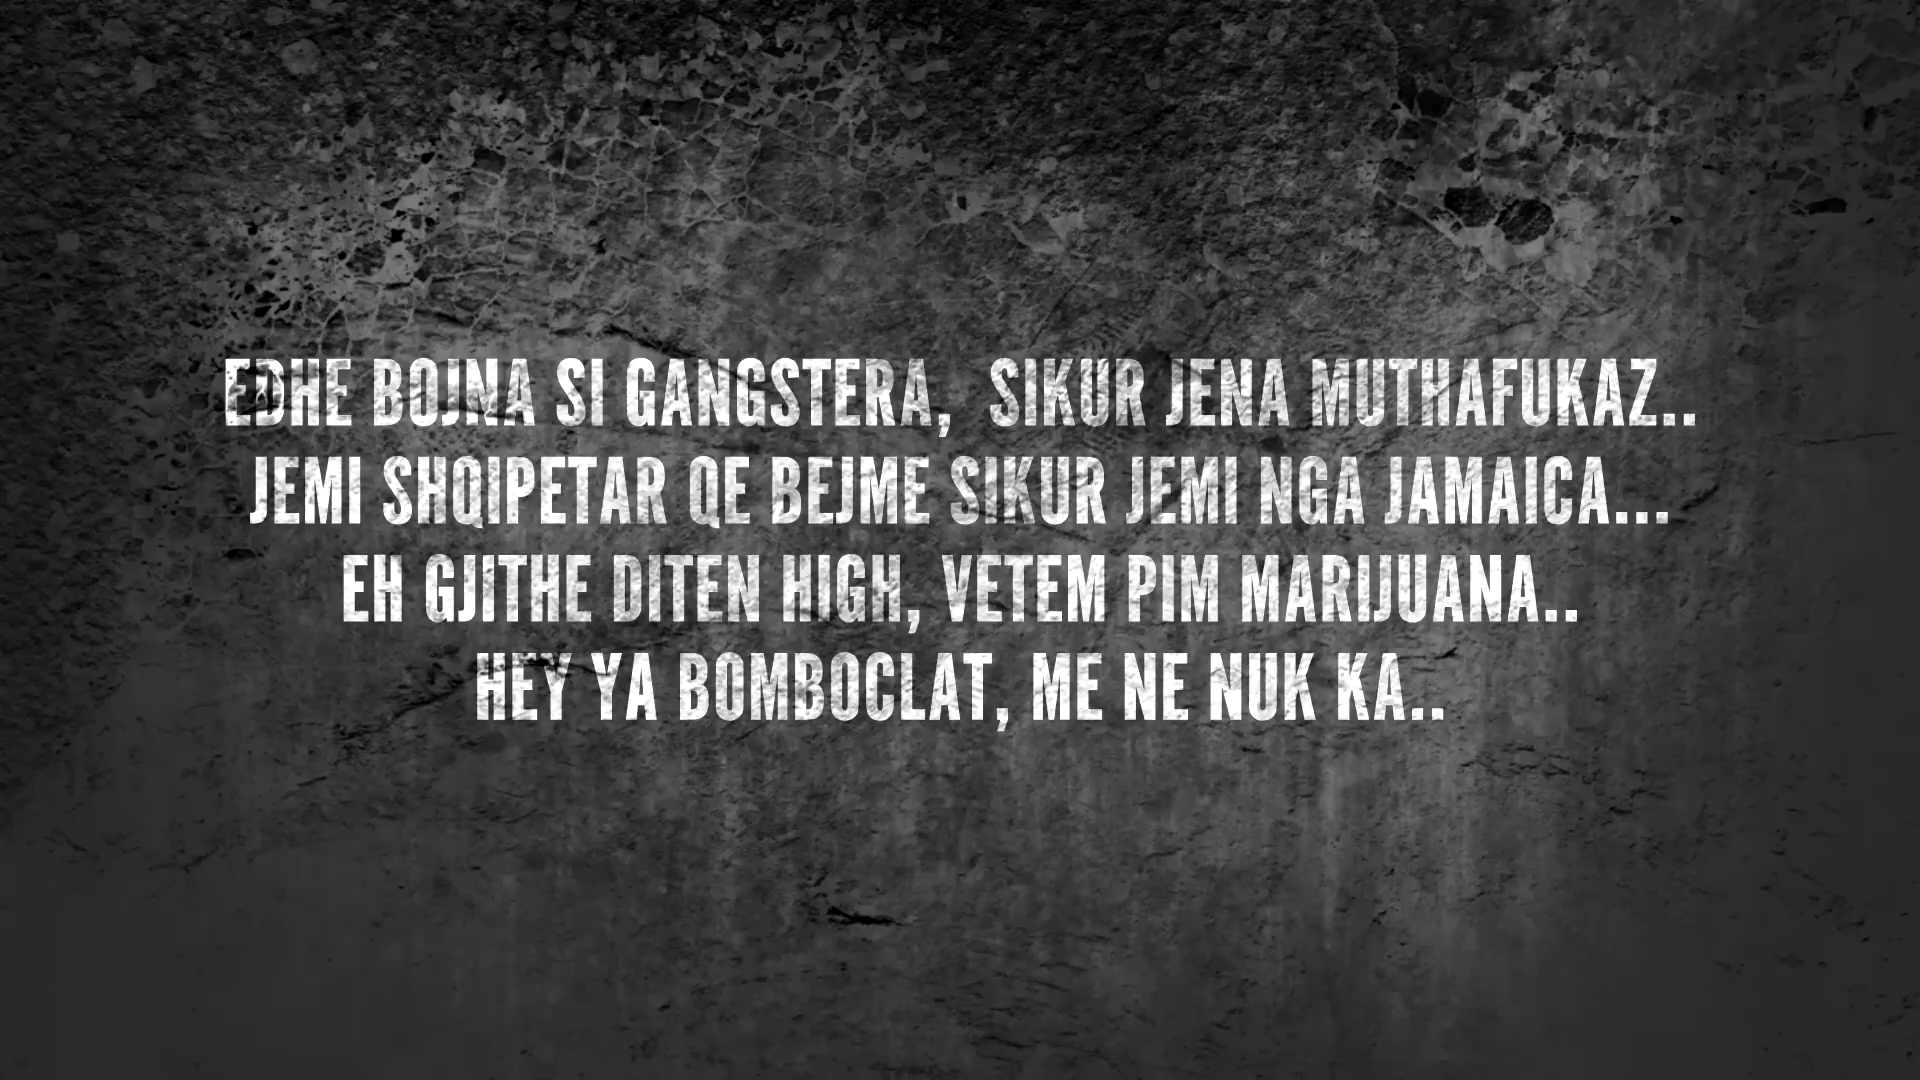 EDHE BOJNA SI GANGSTERA,  SIKUR JENA MUTHAFUKAZ..
JEMI SHQIPETAR QE BEJME SIKUR JEMI NGA JAMAICA...
EH GJITHE DITEN HIGH, VETEM PIM MARIJUANA..
HEY YA BOMBOCLAT, ME NE NUK KA..